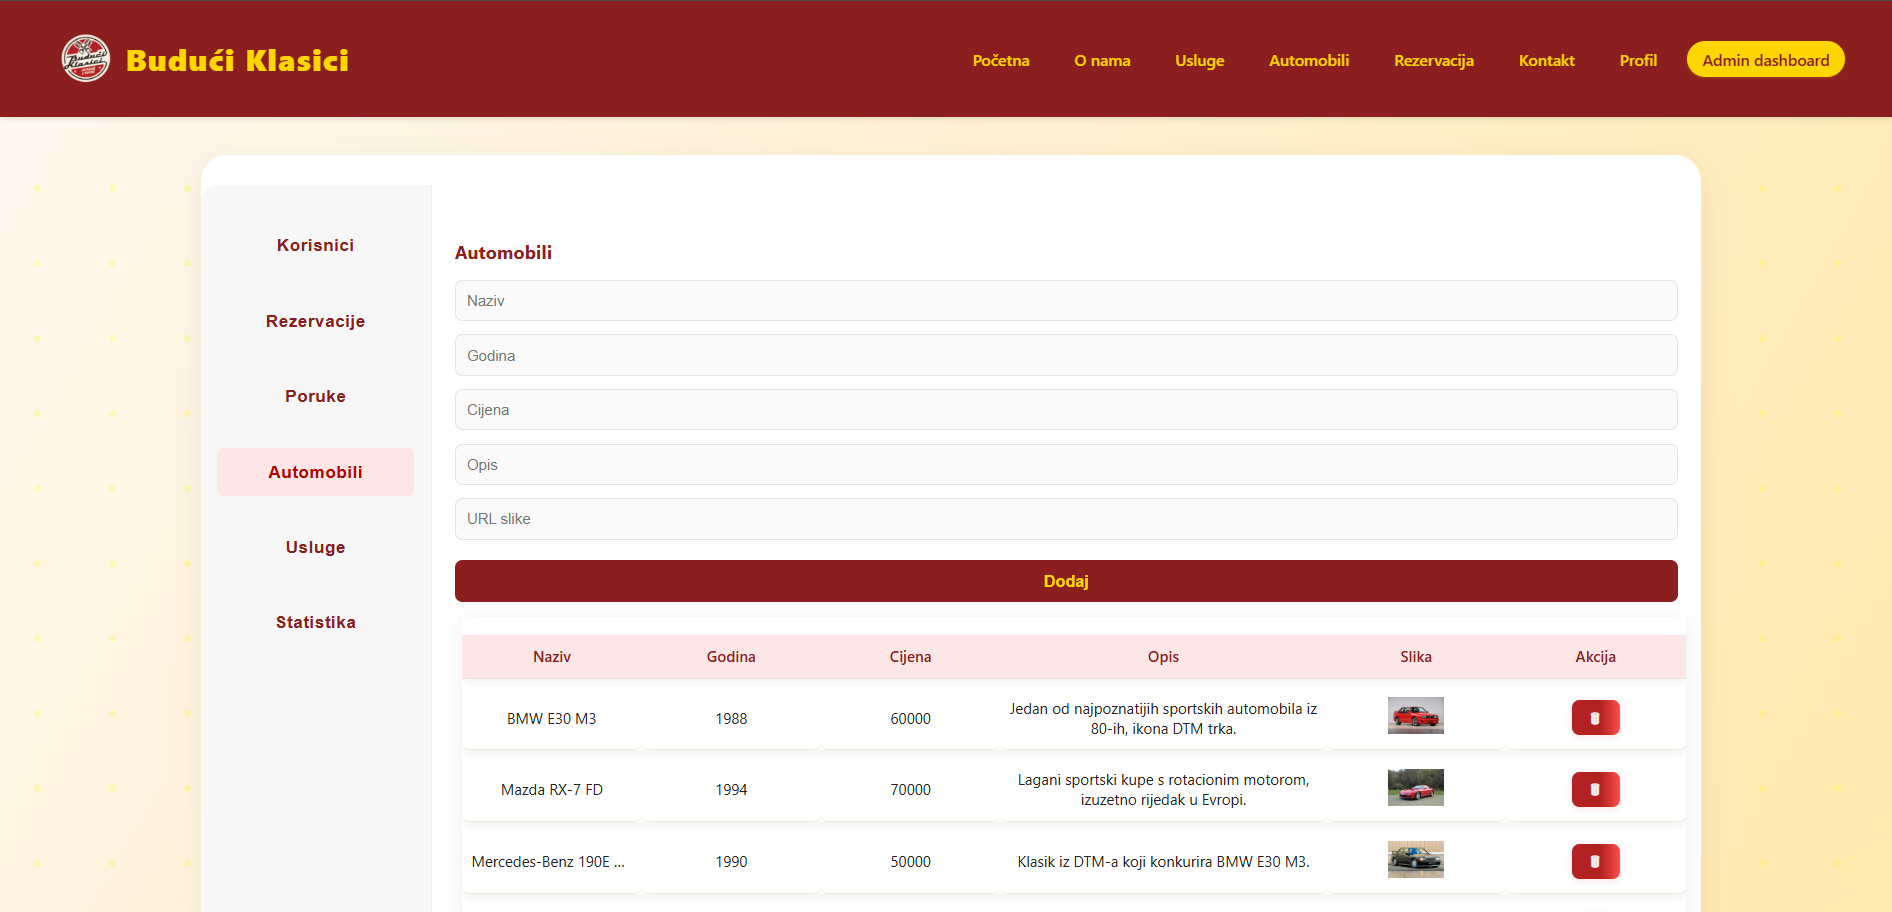 Budući Klasici
Budući Klasici
Početna
O nama
Usluge
Automobili
Rezervacija
Kontakt
Profil
Admin dashboard
Korisnici
Rezervacije
Poruke
Automobili
Usluge
Statistika
Automobili
Naziv
Godina
Cijena
Opis
URL slike
Dodaj
Naziv Godina Cijena Opis Slika Akcija
BMW E30 M3 1988 60000 Jedan od najpoznatijih sportskih automobila iz
80-ih, ikona DTM trka.
Mazda RX-7 FD 1994 70000 Lagani sportski kupe s rotacionim motorom,
izuzetno rijedak u Evropi.
Mercedes-Benz 190E ... 1990 50000 Klasik iz DTM-a koji konkurira BMW E30 M3.